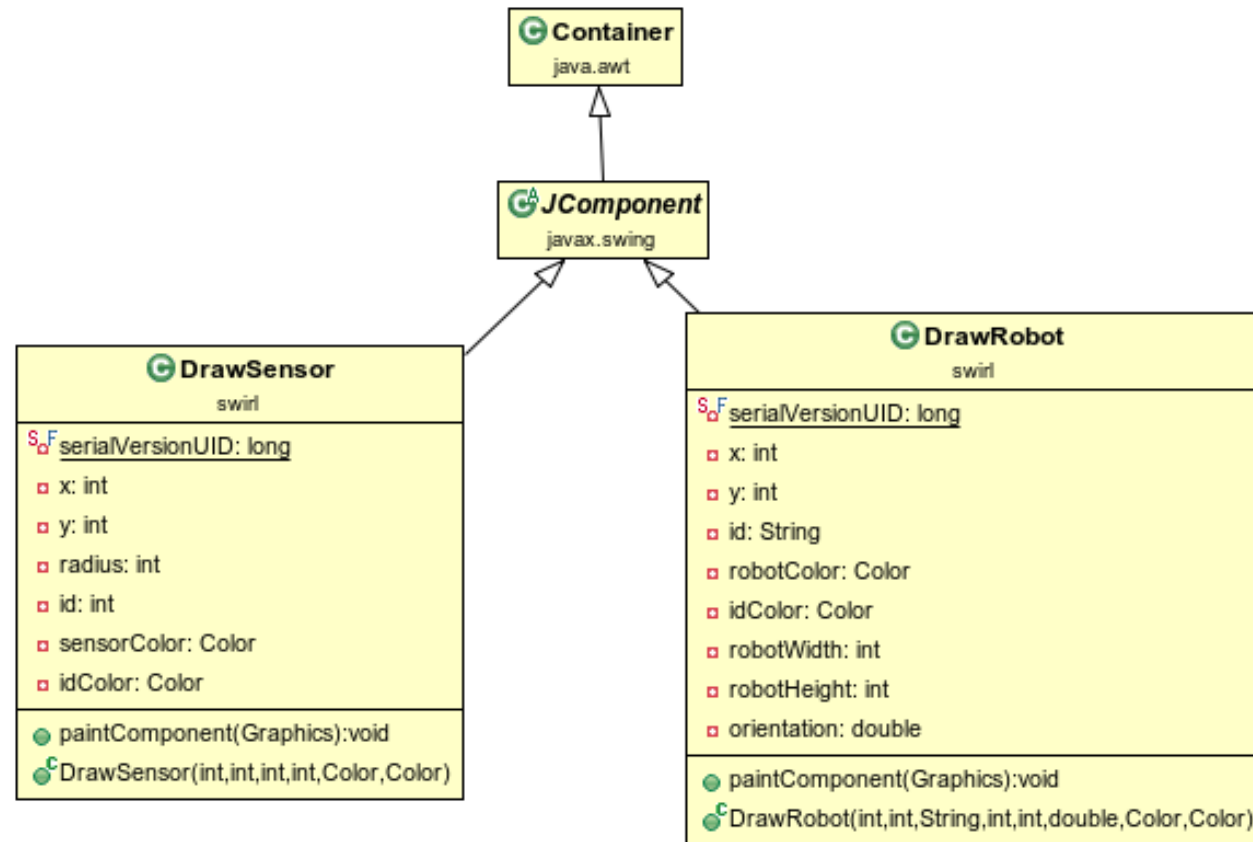 C Container
java.awt
C A JComponent
javax.swing
C DrawSensor
swirl
S F serialVersionUID: long
x: int
y: int
radius: int
id: int
sensorColor: Color
idColor: Color
paintComponent(Graphics):void
C DrawSensor(int,int,int,int,Color,Color)
C DrawRobot
swirl
S F serialVersionUID: long
x: int
y: int
id: String
robotColor: Color
idColor: Color
robotWidth: int
robotHeight: int
orientation: double
paintComponent(Graphics):void
C DrawRobot(int,int,String,int,int,double,Color,Color)